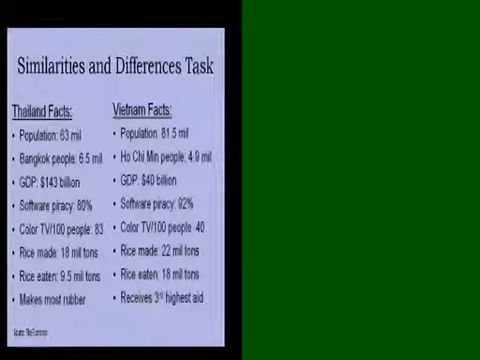 Similarities and Differences Task
Thailand Facts:
• Population: 63 mil
• Bangkok people: 6.5 mil
• GDP: $143 billion
• Software piracy: 80%
• Color TV/100 people: 83
• Rice made: 18 mil tons
• Rice eaten: 9.5 mil tons
• Makes most rubber
Vietnam Facts:
• Population: 81.5 mil
• Ho Chi Min people: 4.9 mil
• GDP: $40 billion
• Software piracy: 92%
• Color TV/100 people: 40
• Rice made: 22 mil tons
• Rice eaten: 18 mil tons
• Receives 3rd highest aid
Source: The Economist